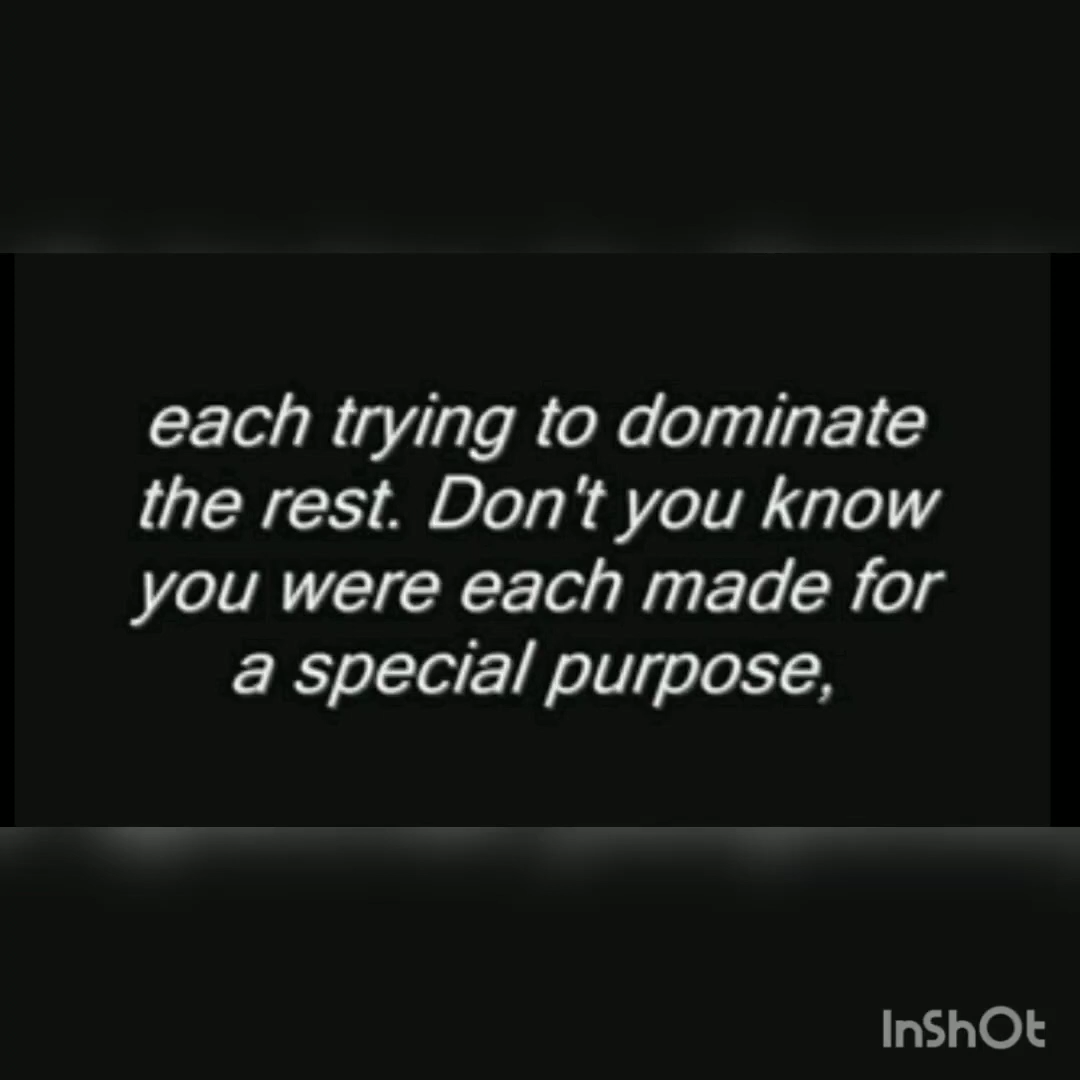 each trying to dominate
the rest. Don't you know
you were each made for
a special purpose,
InShOt